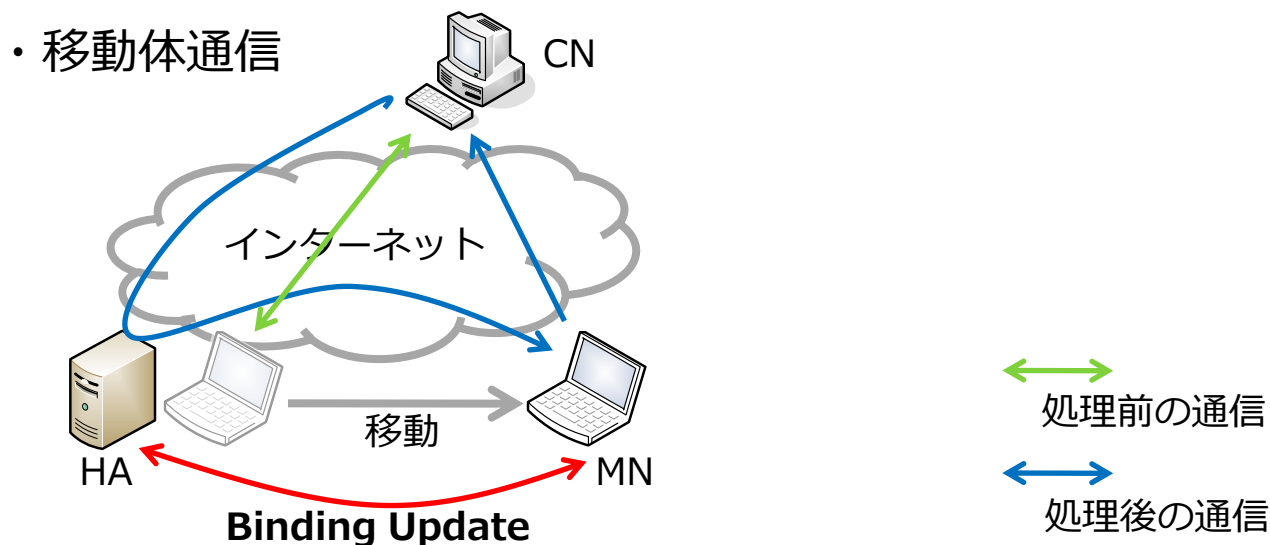 ・移動体通信
CN
インターネット
移動
HA
MN
Binding Update
処理前の通信
処理後の通信